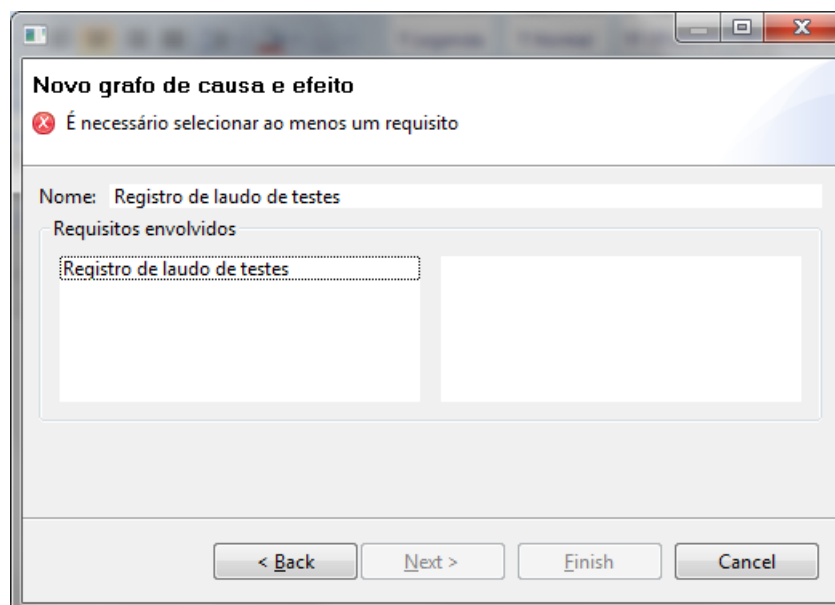 Novo grafo de causa e efeito
É necessário selecionar ao menos um requisito
Nome: Registro de laudo de testes
Requisitos envolvidos
Registro de laudo de testes
< Back
Next >
Finish
Cancel